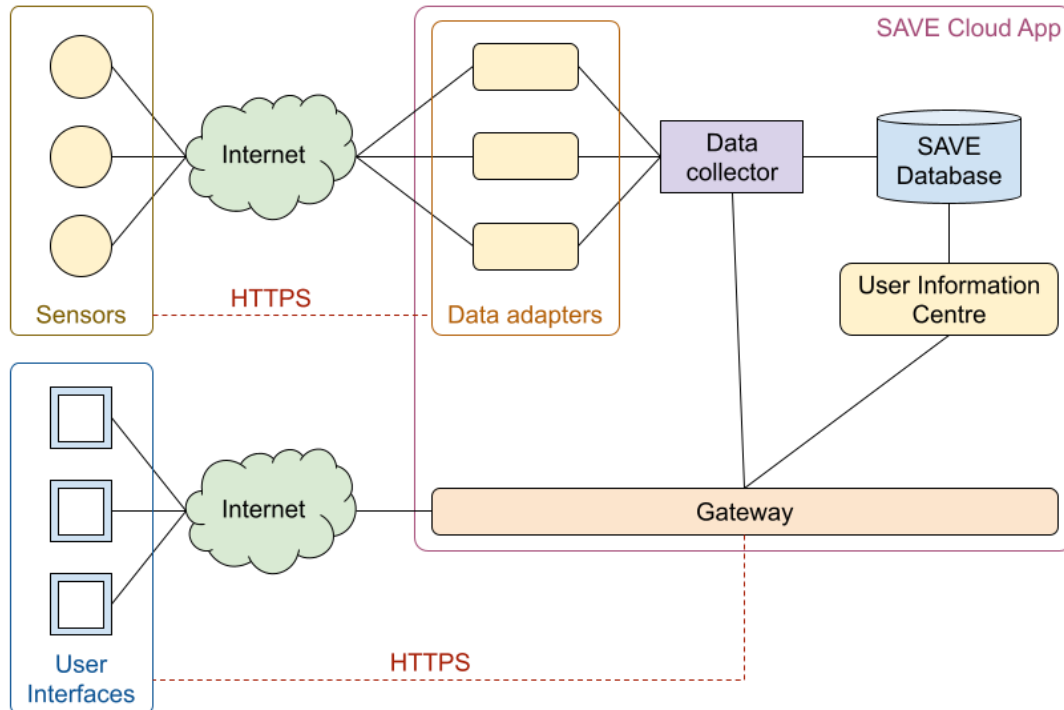 SAVE Cloud App
Internet
Data
collector
SAVE
Database
HTTPS
Sensors
Data adapters
User Information
Centre
Internet
Gateway
User
Interfaces
HTTPS